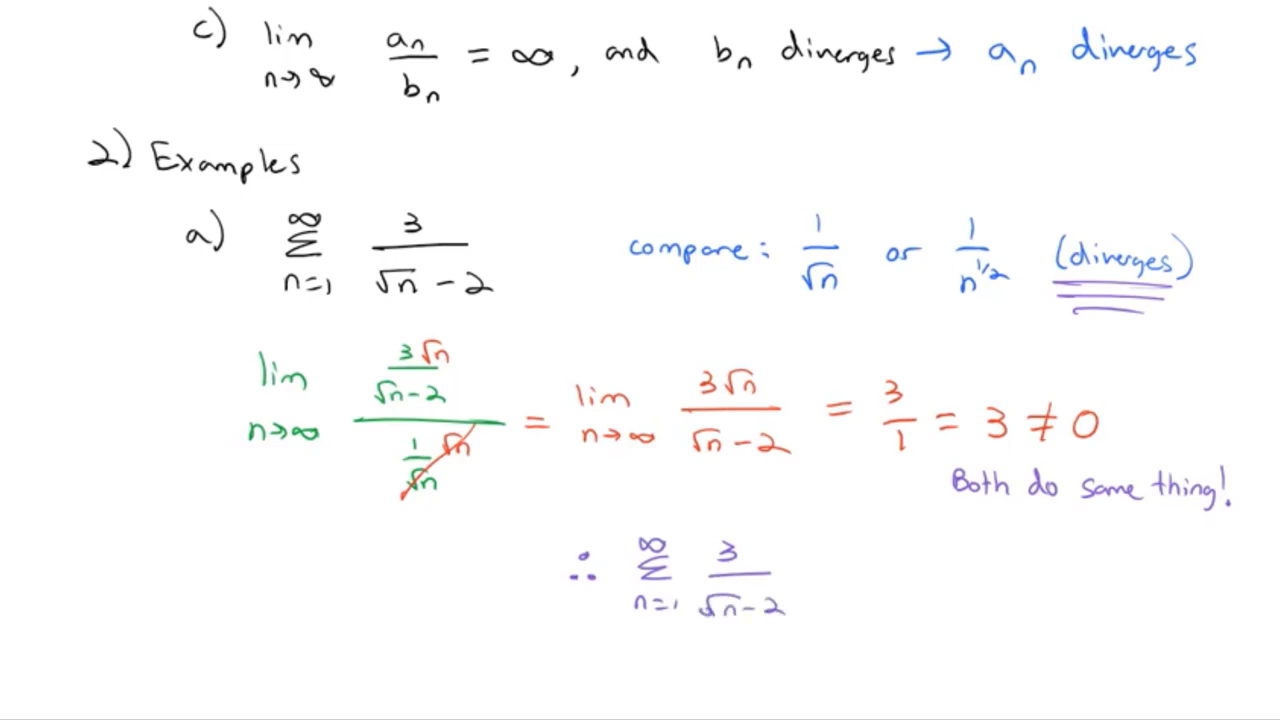 c) lim n→∞ aₙ/bₙ = ∞, and bₙ diverges → aₙ diverges
2) Examples
a) ∞ Σ n=1 3/(√n - 2) compare: 1/√n or 1/n^(1/2) (diverges)
lim n→∞ (3√n/(√n-2))/((1/√n)√n) = lim n→∞ 3√n/(√n-2) = 3/1 = 3 ≠ 0
Both do same thing!
∴ ∞ Σ n=1 3/(√n-2)